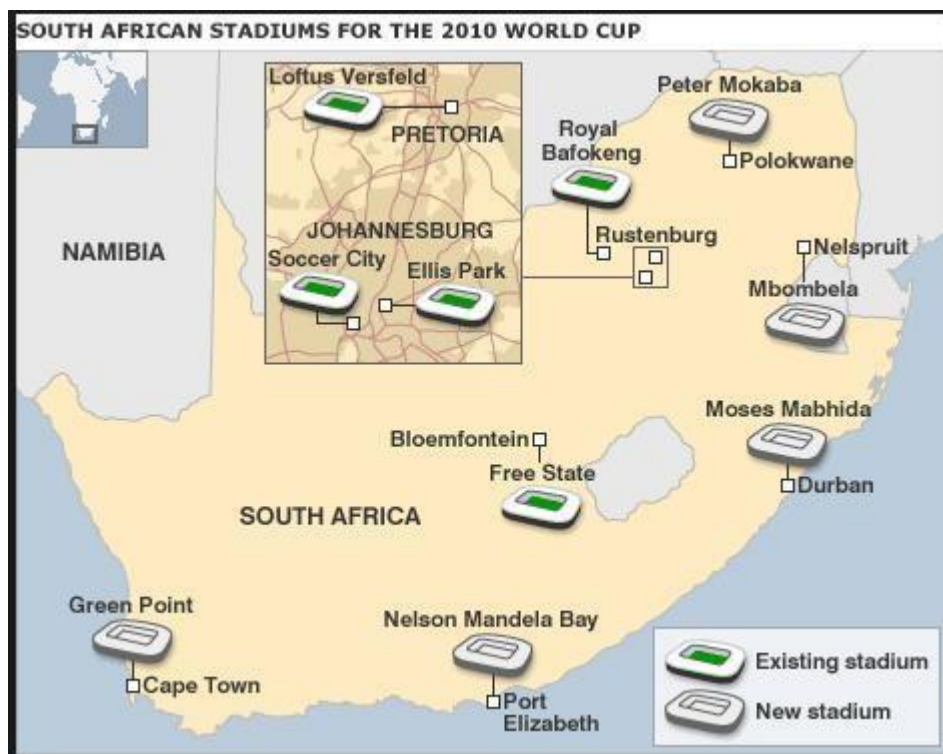 SOUTH AFRICAN STADIUMS FOR THE 2010 WORLD CUP
Loftus Versfeld
PRETORIA
JOHANNESBURG
Soccer City
Ellis Park
Royal
Bafokeng
Rustenburg
Peter Mokaba
Polokwane
NAMIBIA
Nelspruit
Mbombela
Moses Mabhida
Durban
Bloemfontein
Free State
SOUTH AFRICA
Green Point
Cape Town
Nelson Mandela Bay
Port
Elizabeth
Existing stadium
New stadium